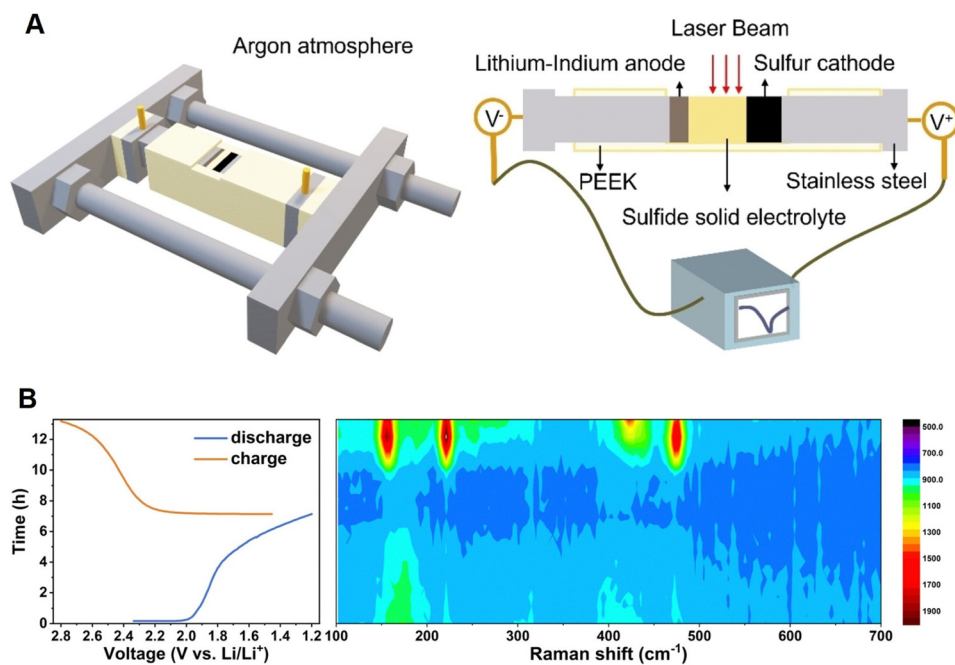 A
Argon atmosphere
Laser Beam
Lithium-Indium anode
Sulfur cathode
V-
V+
PEEK
Stainless steel
Sulfide solid electrolyte
B
discharge
charge
Time (h)
12
10
8
6
4
2
0
2.8 2.6 2.4 2.2 2.0 1.8 1.6 1.4 1.2
Voltage (V vs. Li/Li+)
100 200 300 400 500 600 700
Raman shift (cm-1)
500.0
700.0
900.0
1100
1300
1500
1700
1900